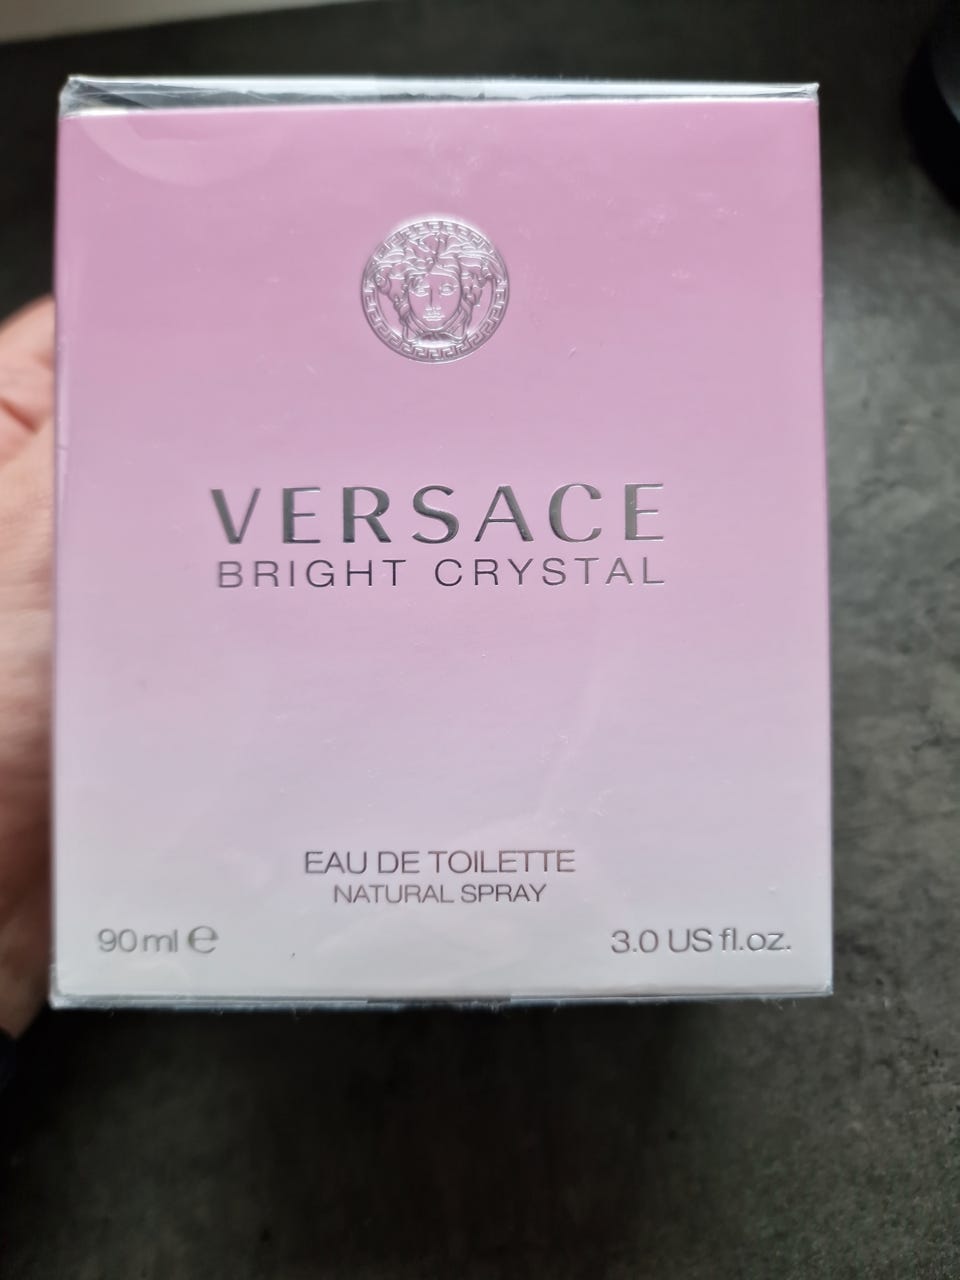 VERSACE
BRIGHT CRYSTAL
EAU DE TOILETTE
NATURAL SPRAY
90 ml ℮ 3.0 US fl.oz.